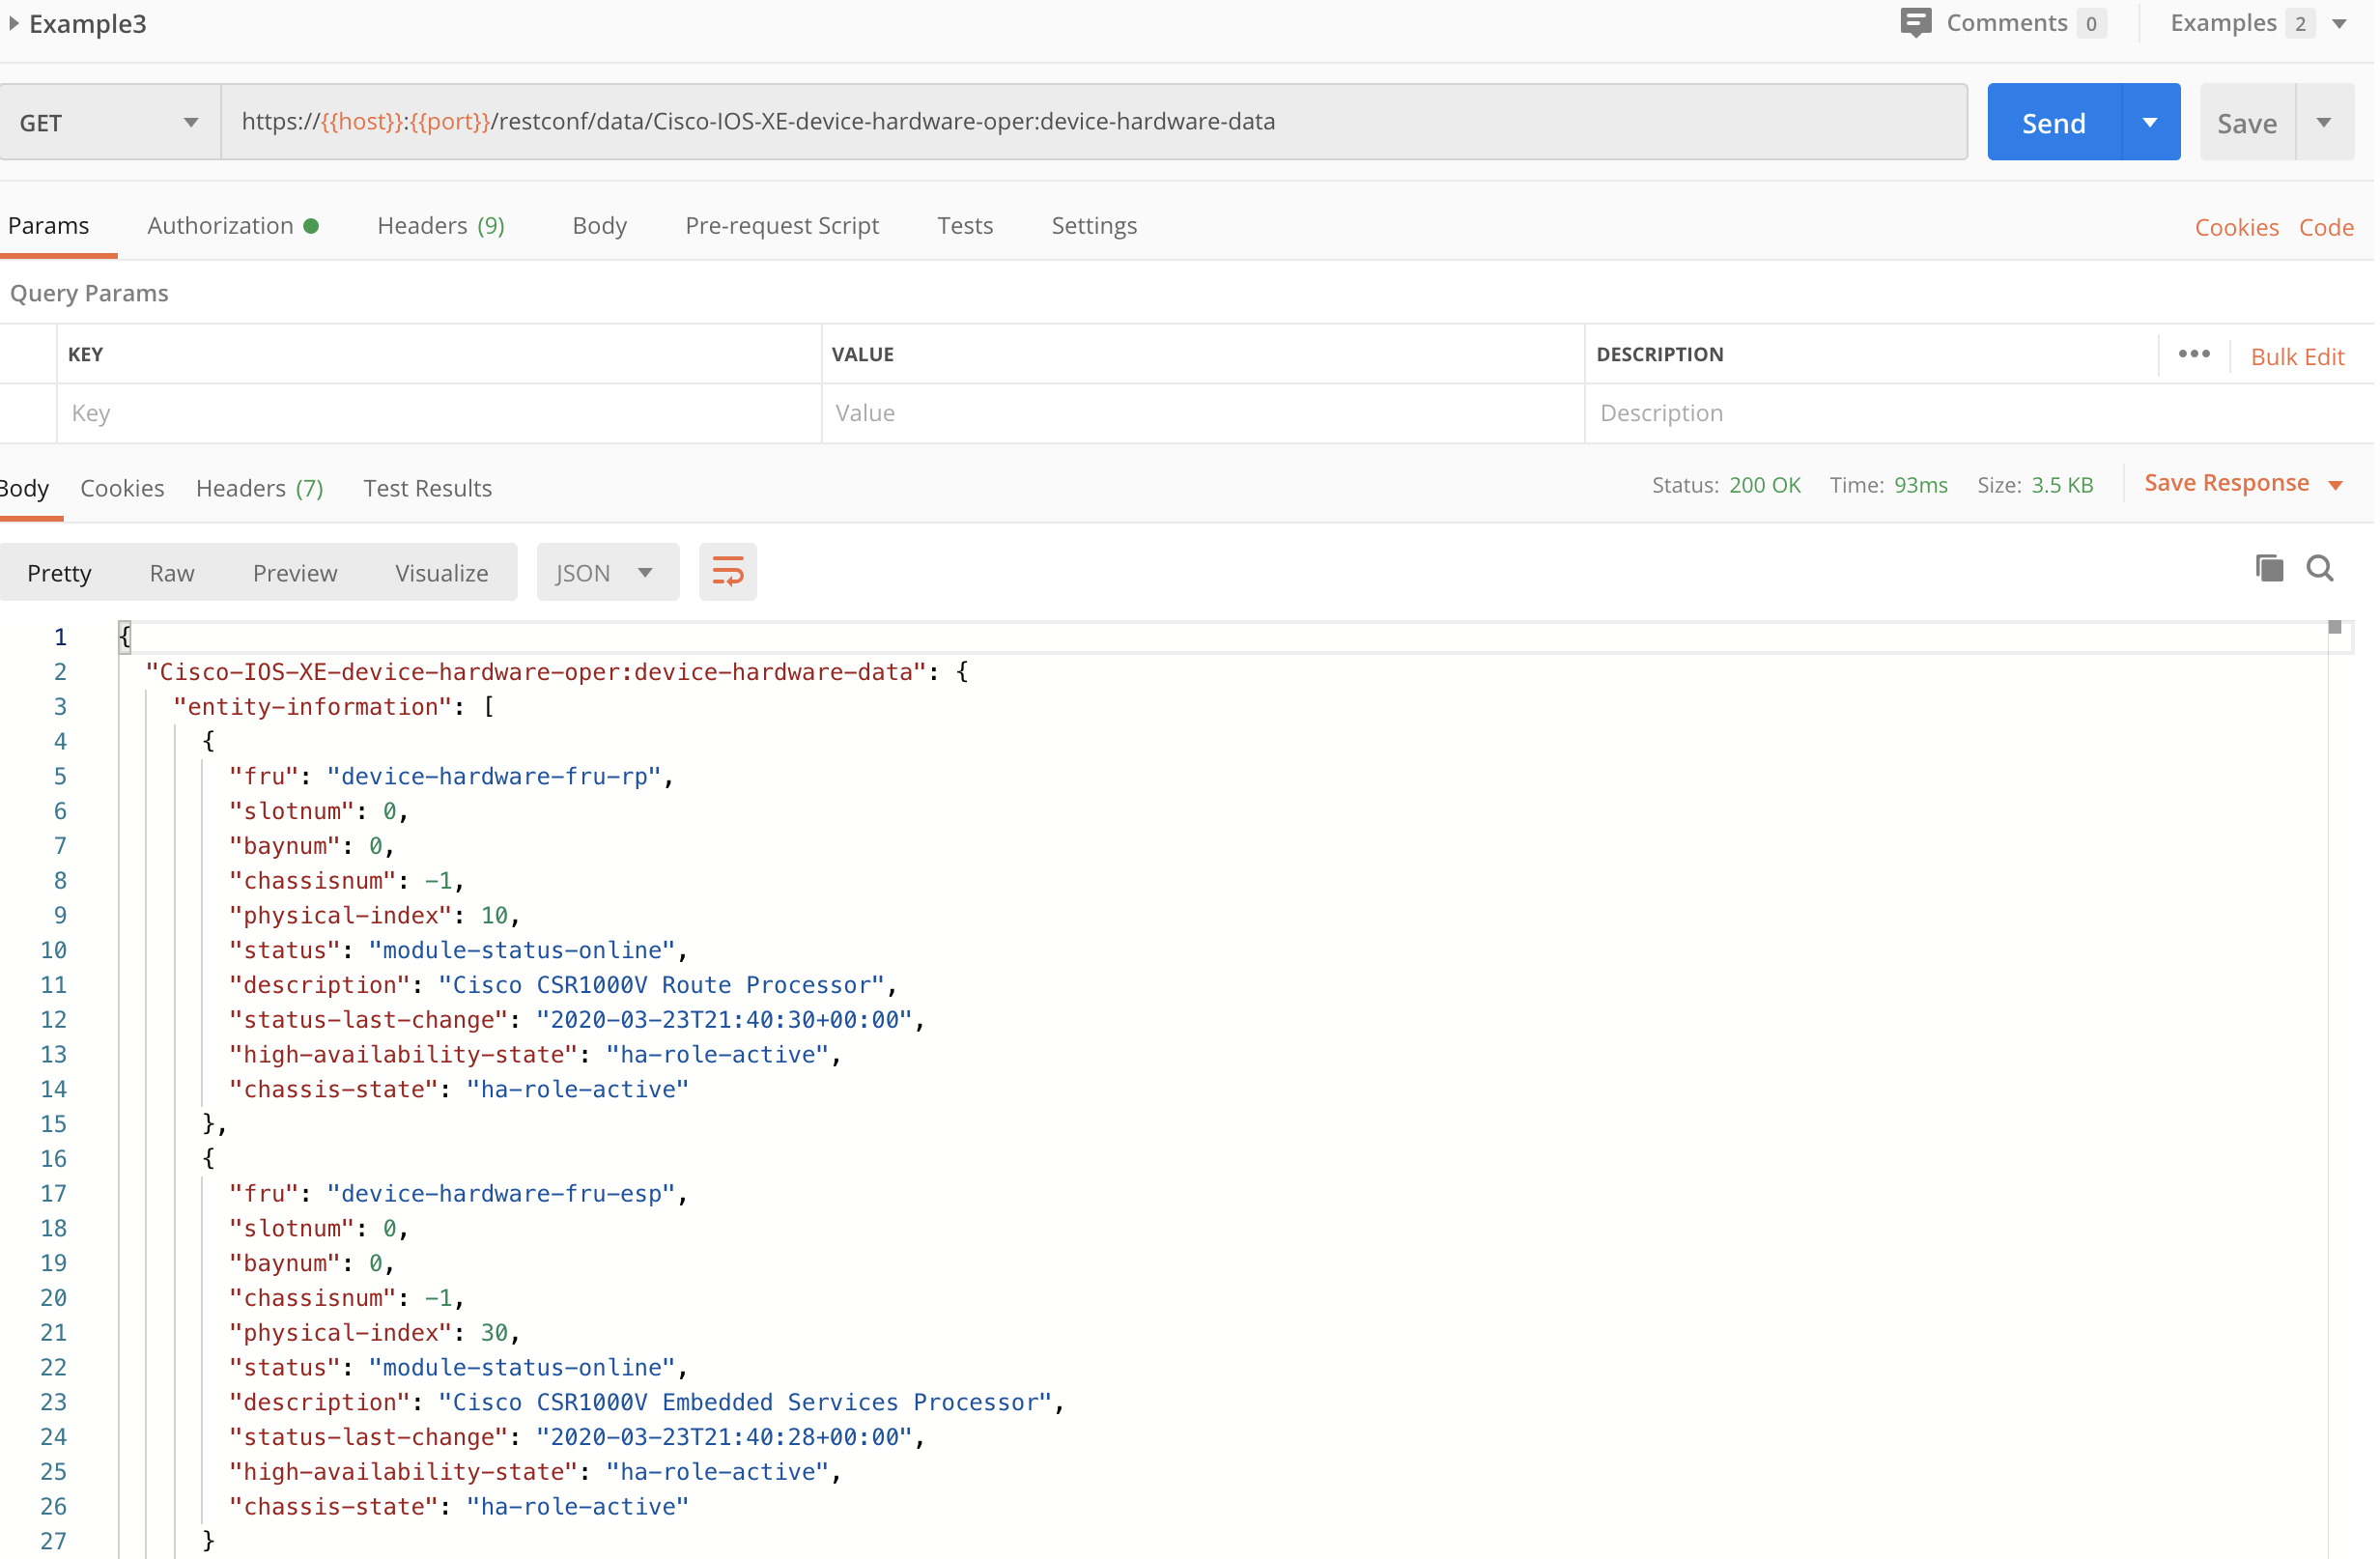 Example3 Comments 0 Examples 2
GET https://{{host}}:{{port}}/restconf/data/Cisco-IOS-XE-device-hardware-oper:device-hardware-data Send Save
Params Authorization Headers (9) Body Pre-request Script Tests Settings Cookies Code
Query Params
KEY VALUE DESCRIPTION Bulk Edit
Key Value Description
Body Cookies Headers (7) Test Results Status: 200 OK Time: 93ms Size: 3.5 KB Save Response
Pretty Raw Preview Visualize JSON
1 {
2 "Cisco-IOS-XE-device-hardware-oper:device-hardware-data": {
3 "entity-information": [
4 {
5 "fru": "device-hardware-fru-rp",
6 "slotnum": 0,
7 "baynum": 0,
8 "chassisnum": -1,
9 "physical-index": 10,
10 "status": "module-status-online",
11 "description": "Cisco CSR1000V Route Processor",
12 "status-last-change": "2020-03-23T21:40:30+00:00",
13 "high-availability-state": "ha-role-active",
14 "chassis-state": "ha-role-active"
15 },
16 {
17 "fru": "device-hardware-fru-esp",
18 "slotnum": 0,
19 "baynum": 0,
20 "chassisnum": -1,
21 "physical-index": 30,
22 "status": "module-status-online",
23 "description": "Cisco CSR1000V Embedded Services Processor",
24 "status-last-change": "2020-03-23T21:40:28+00:00",
25 "high-availability-state": "ha-role-active",
26 "chassis-state": "ha-role-active"
27 }